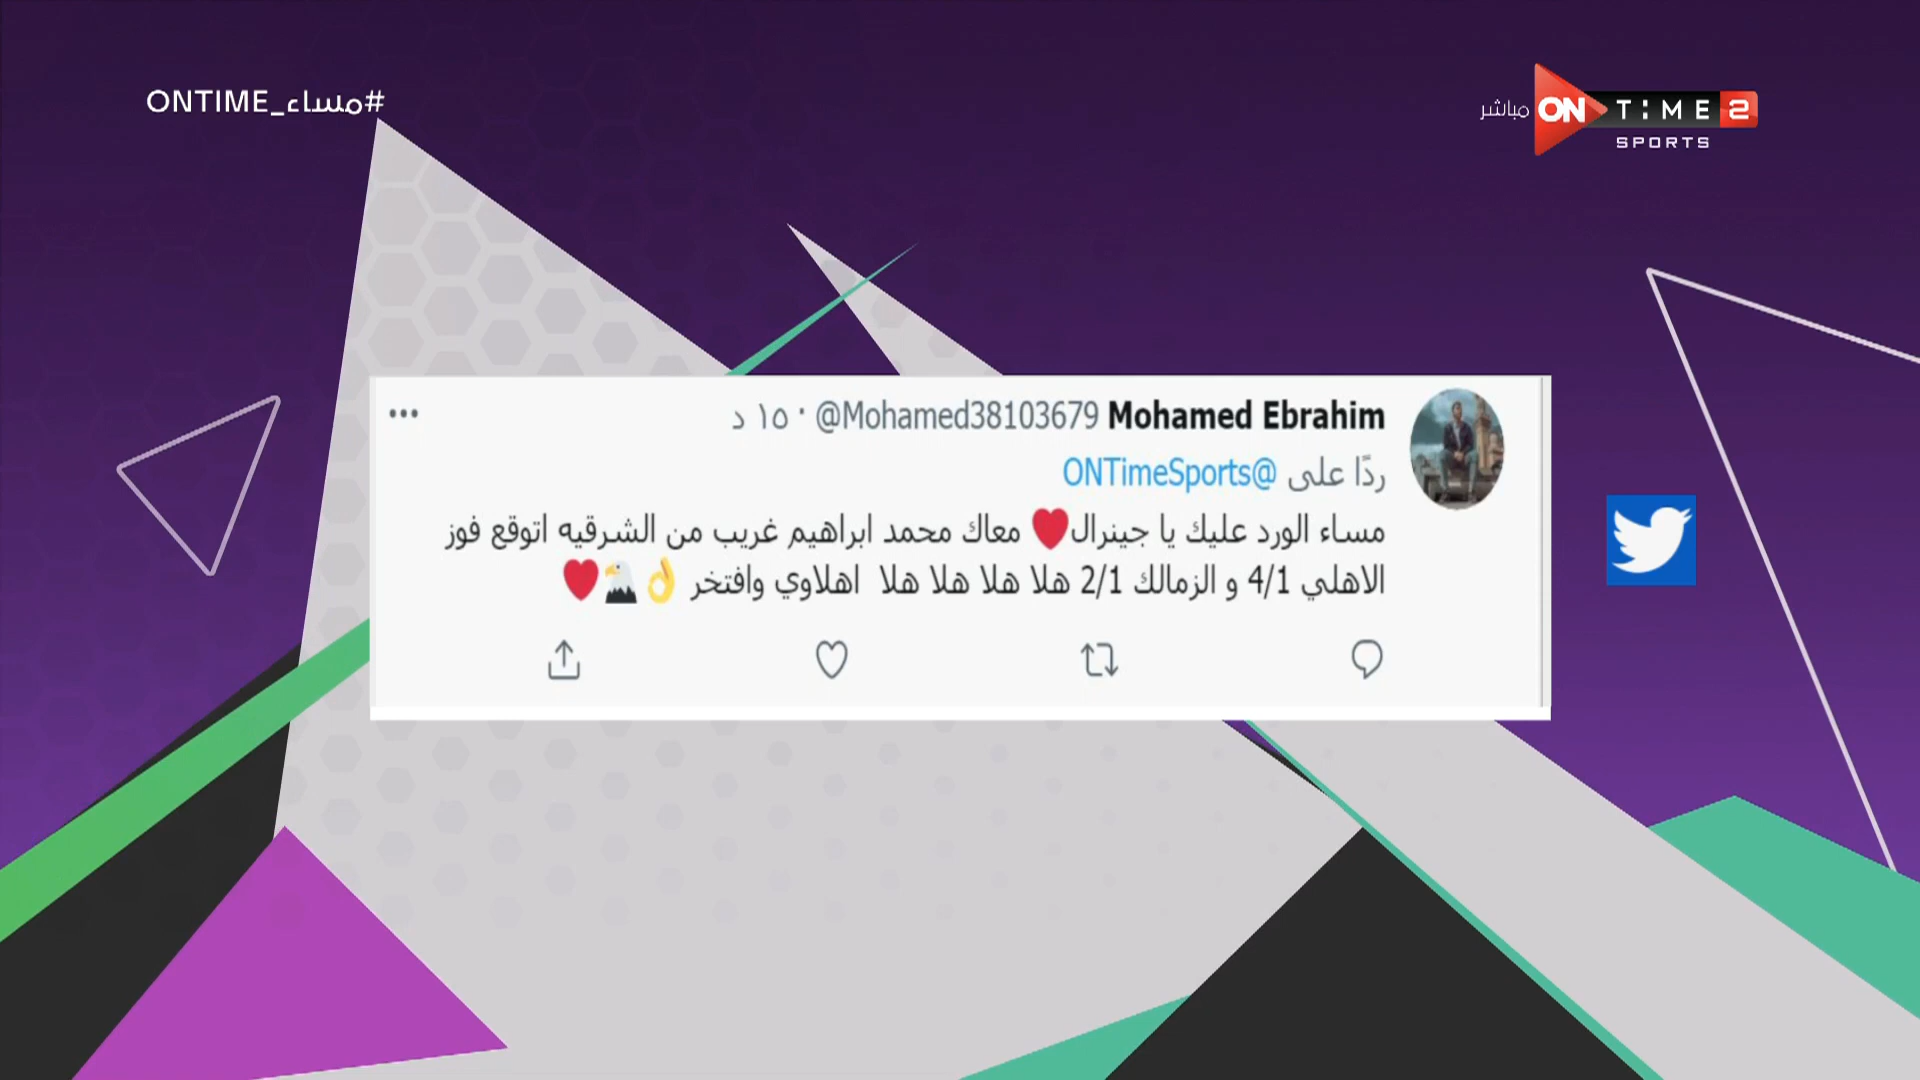 #مساء_ONTIME
مباشر ON TIME 2
SPORTS
Mohamed Ebrahim @Mohamed38103679 · ١٥ د
ردًا على @ONTimeSports
مساء الورد عليك يا جينرال❤️ معاك محمد ابراهيم غريب من الشرقيه اتوقع فوز
الاهلي 4/1 و الزمالك 2/1 هلا هلا هلا هلا اهلاوي وافتخر 👌🦅❤️